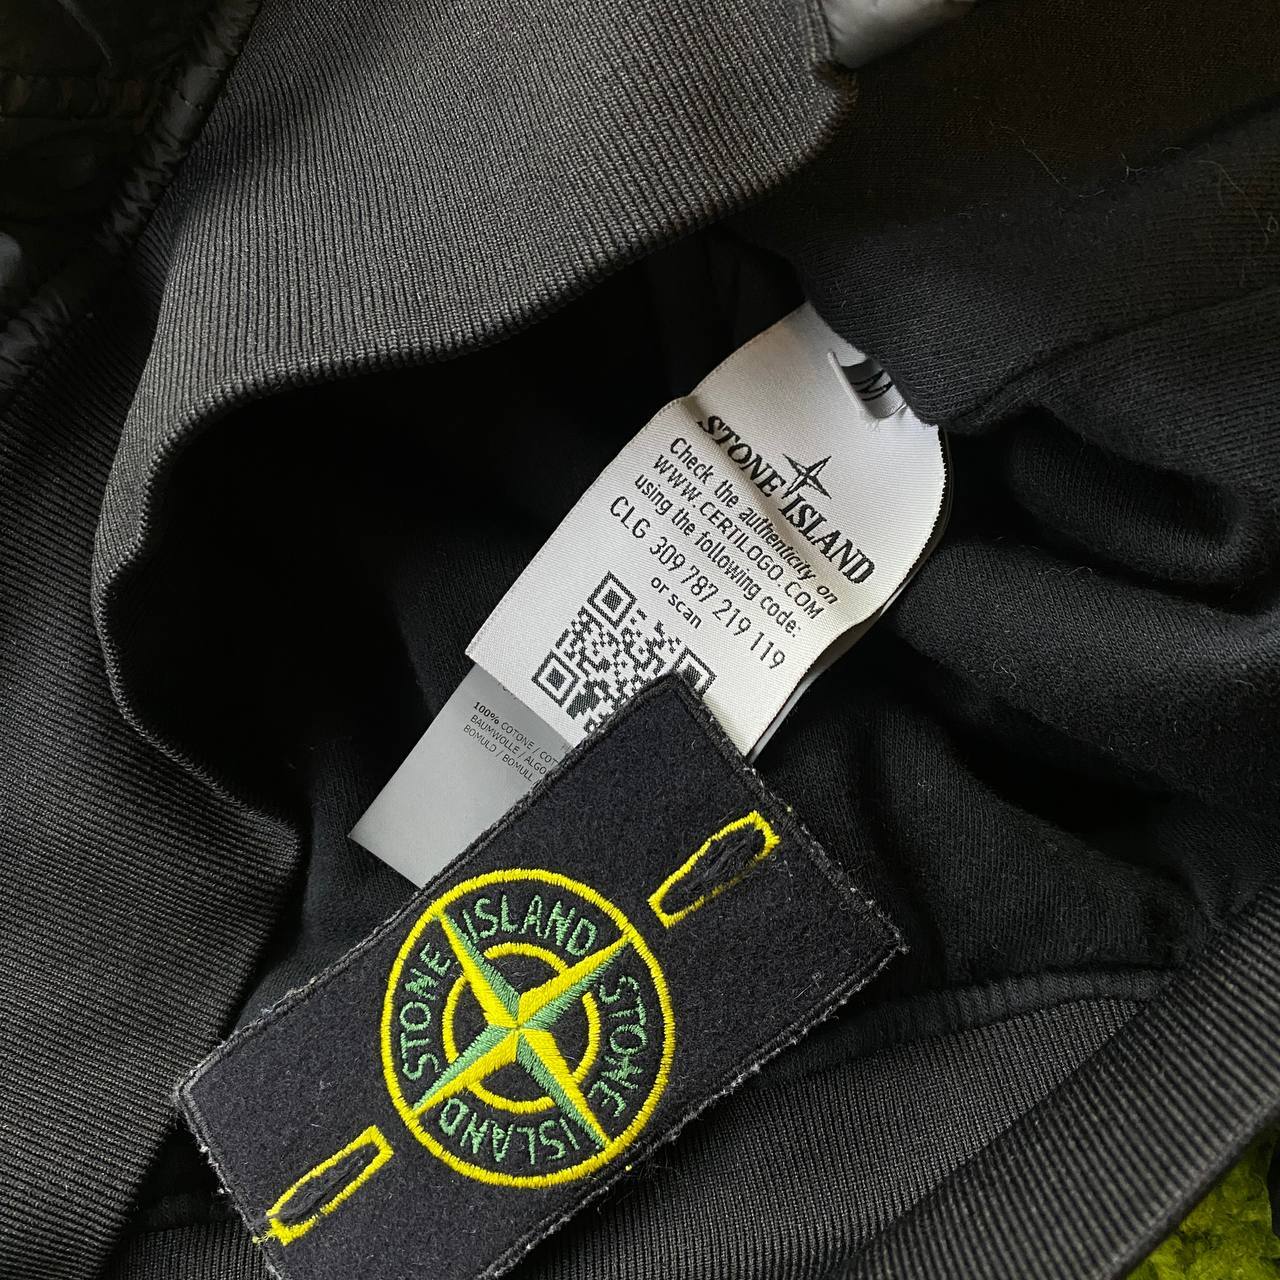 M
STONE ISLAND
Check the authenticity on
WWW.CERTILOGO.COM
using the following code:
CLG 309 787 219 119
or scan
100% COTONE / COT
BAUMWOLLE / ALGO
BOMULD / BOMULL
STONE ISLAND
STONE ISLAND